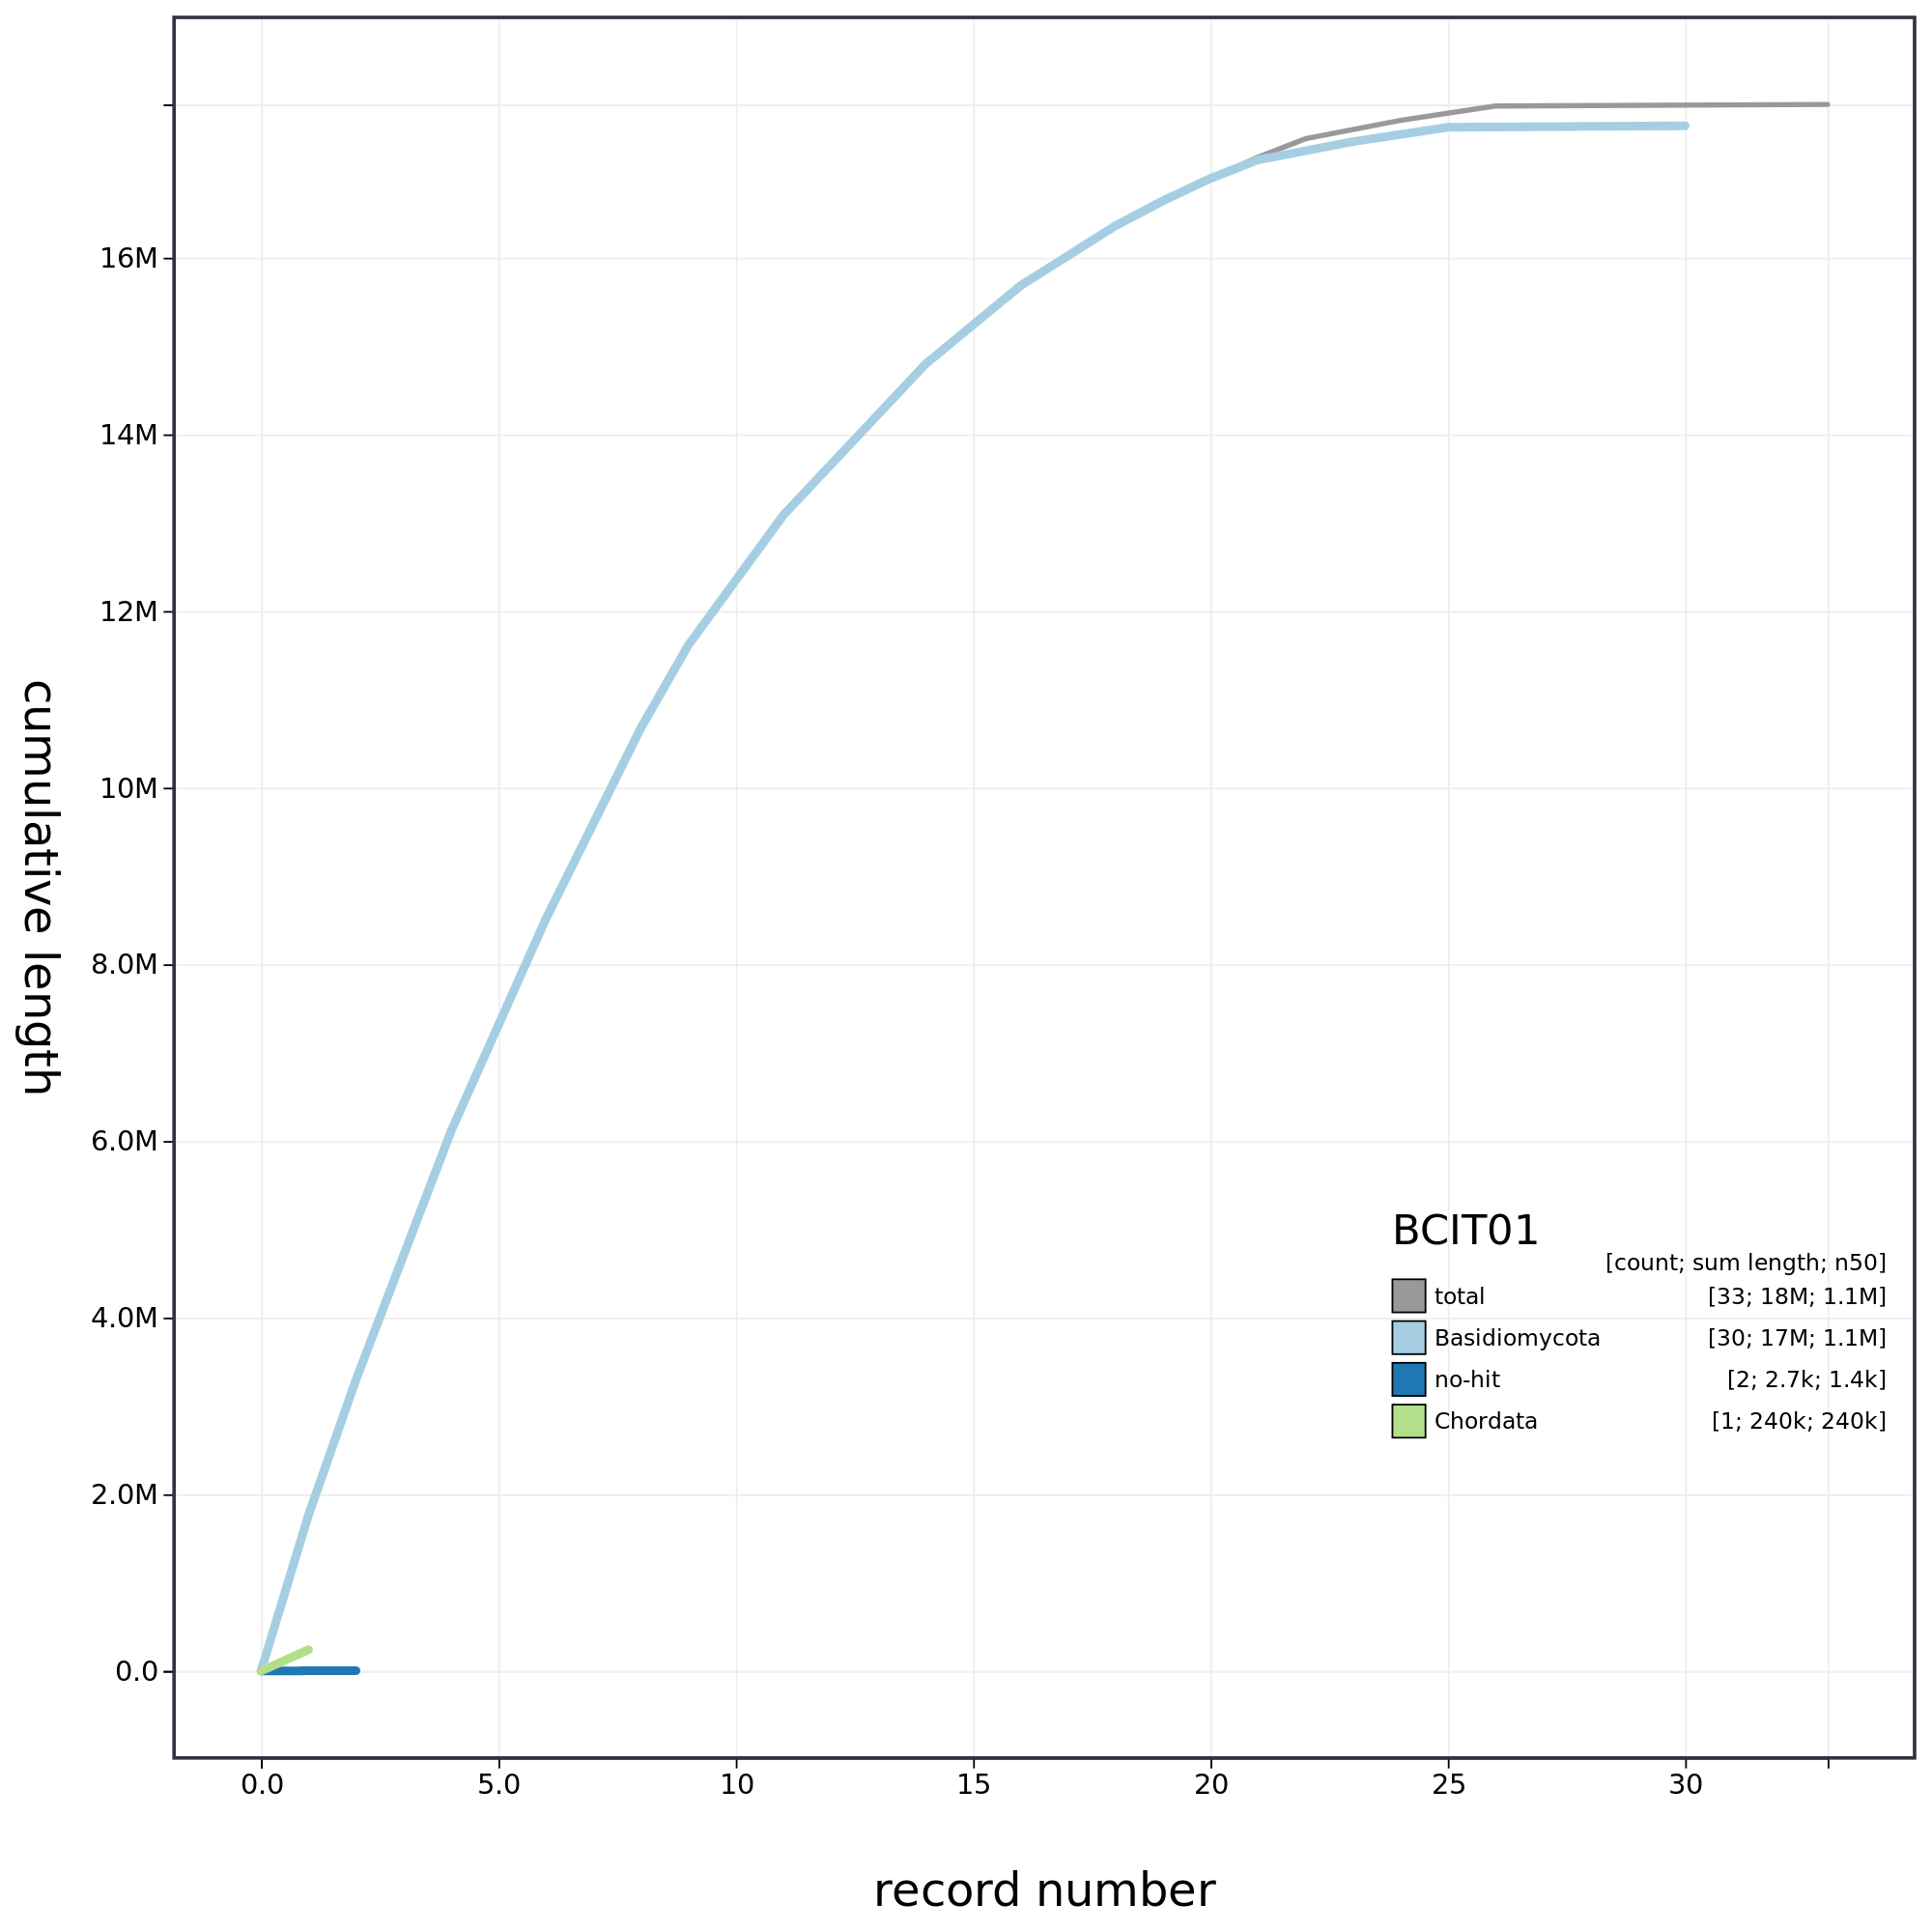 16M
14M
12M
10M
8.0M
6.0M
4.0M
2.0M
0.0
cumulative length
BCIT01
[count; sum length; n50]
total [33; 18M; 1.1M]
Basidiomycota [30; 17M; 1.1M]
no-hit [2; 2.7k; 1.4k]
Chordata [1; 240k; 240k]
0.0 5.0 10 15 20 25 30
record number